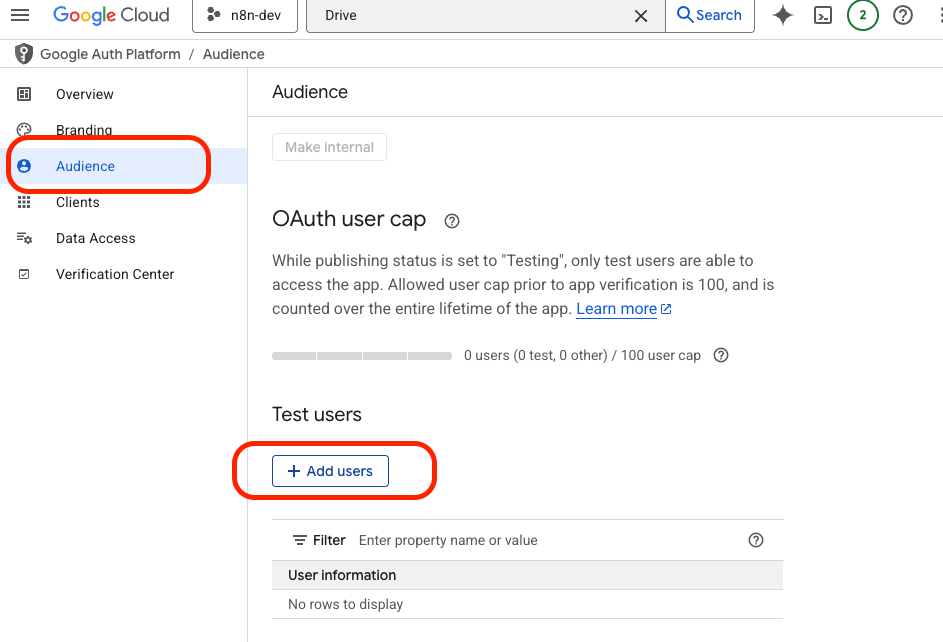 Google Cloud
n8n-dev
Drive
Search
2
Google Auth Platform / Audience
Overview
Branding
Audience
Clients
Data Access
Verification Center
Audience
Make internal
OAuth user cap
While publishing status is set to "Testing", only test users are able to
access the app. Allowed user cap prior to app verification is 100, and is
counted over the entire lifetime of the app. Learn more
0 users (0 test, 0 other) / 100 user cap
Test users
+ Add users
Filter Enter property name or value
User information
No rows to display